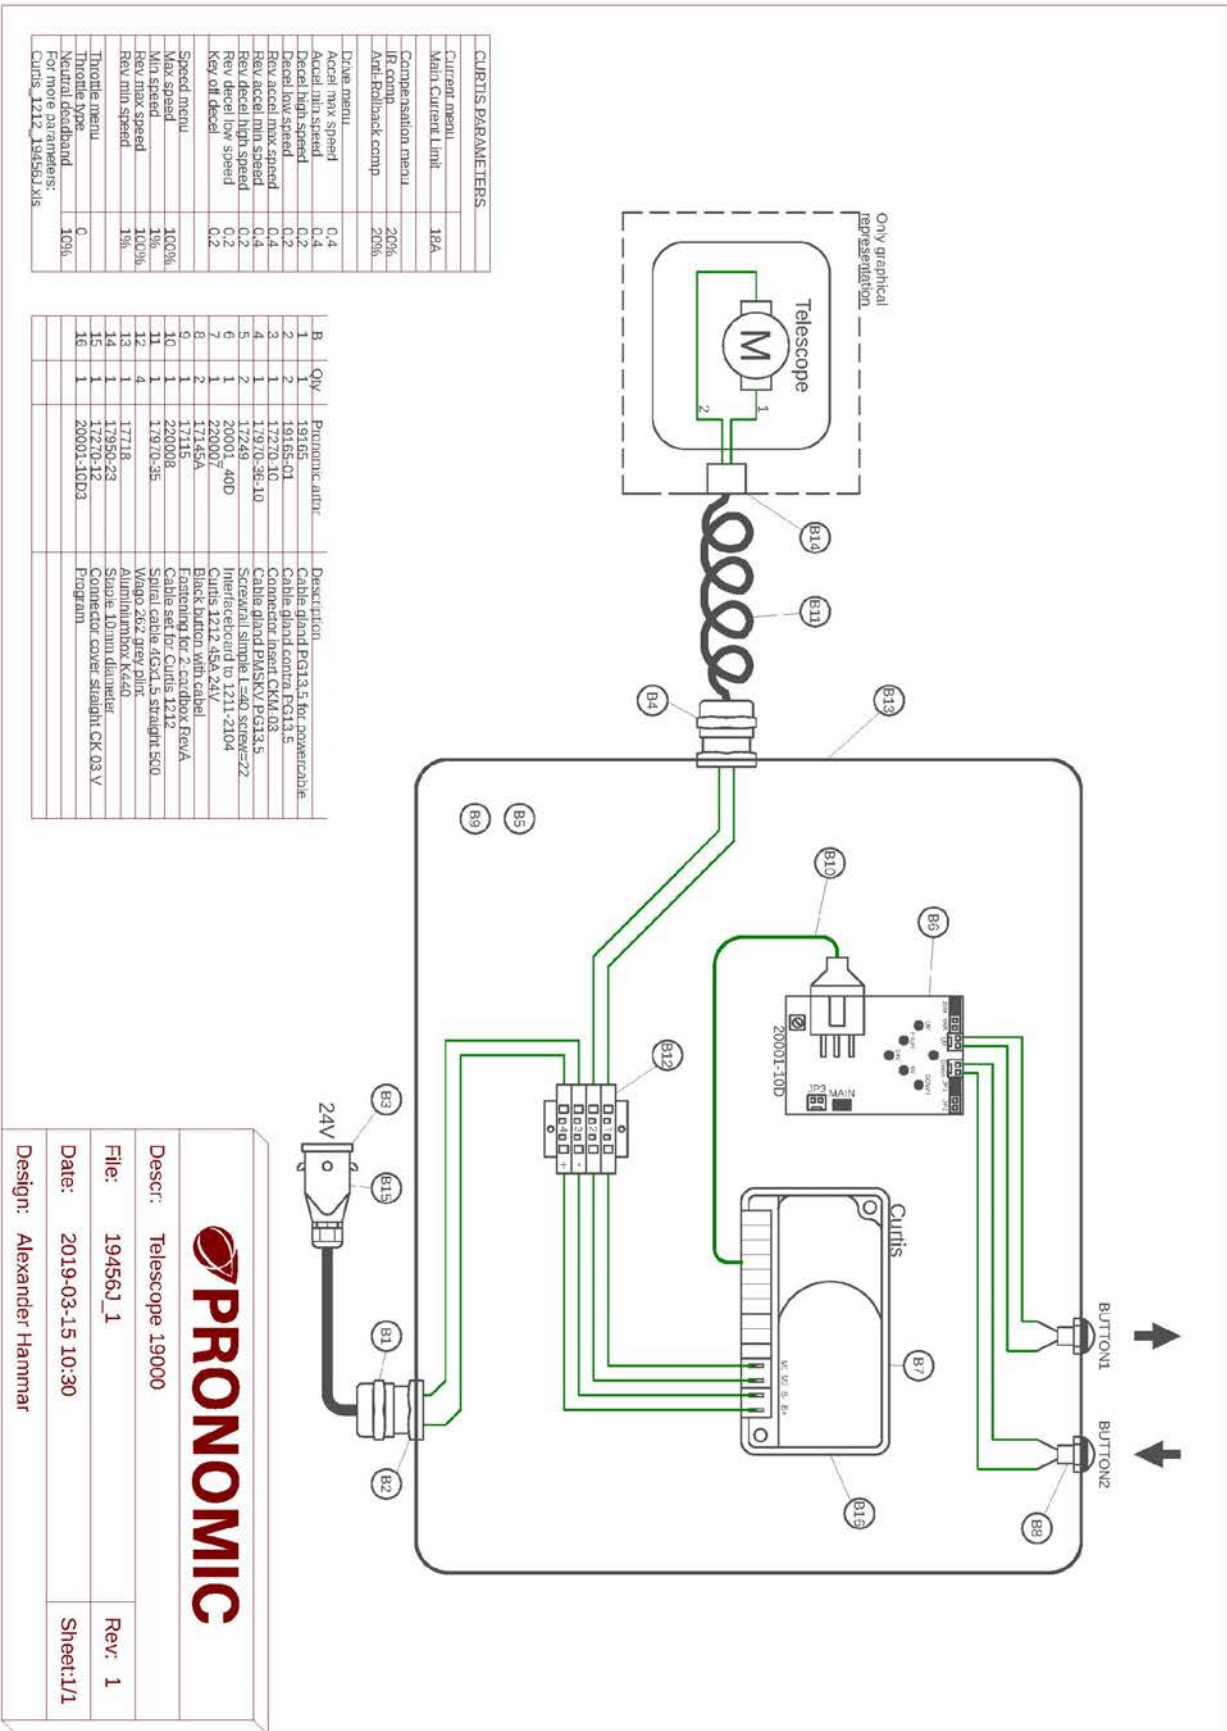 CURTIS PARAMETERS
Current menu
Main Current Limit 18A
Compensation menu
IR comp 20%
Anti-Rollback comp 20%
Drive menu
Accel max speed 0,4
Accel min speed 0,4
Decel high speed 0,2
Decel low speed 0,2
Rev accel max speed 0,4
Rev accel min speed 0,4
Rev decel high speed 0,2
Rev decel low speed 0,2
Key off decel 0,2
Speed menu
Max speed 100%
Min speed 1%
Rev max speed 100%
Rev min speed 1%
Throttle menu
Throttle type 0
Neutral deadband 10%
For more parameters:
Curtis_1212_19456J.xls
B Qty Pronomic artnr Description
1 1 19165 Cable gland PG13,5 for powercable
2 2 19165-01 Cable gland contra PG13,5
3 1 17270-10 Connector insert CKM-03
4 1 17970-36-10 Cable gland PMSKV PG13,5
5 2 17249 Screwrail simple L=40 screw=22
6 1 20001_40D Interfaceboard to 1211-2104
7 1 220007 Curtis 1212 45A 24V
8 2 17145A Black button with cabel
9 1 17115 Fastening for 2-cardbox RevA
10 1 220008 Cable set for Curtis 1212
11 1 17970-35 Spiral cable 4Gx1,5 straight 500
12 4 Wago 262 grey plint
13 1 17718 Aluminiumbox K440
14 1 17950-23 Staple 10mm diameter
15 1 17270-12 Connector cover straight CK 03 V
16 1 20001-10D3 Program
Only graphical
representation
Telescope
M
1
2
B14
B11
B4
B13
B5
B9
B10
B6
20001-10D
JP3 MAIN
UP
DOWN
JP1
B12
1
2
3 -
4 +
Curtis
M1 M2 B- B+
B7
B16
BUTTON1
BUTTON2
B8
24V
B3
B15
B1
B2
PRONOMIC
Descr: Telescope 19000
File: 19456J_1 Rev: 1
Date: 2019-03-15 10:30 Sheet:1/1
Design: Alexander Hammar